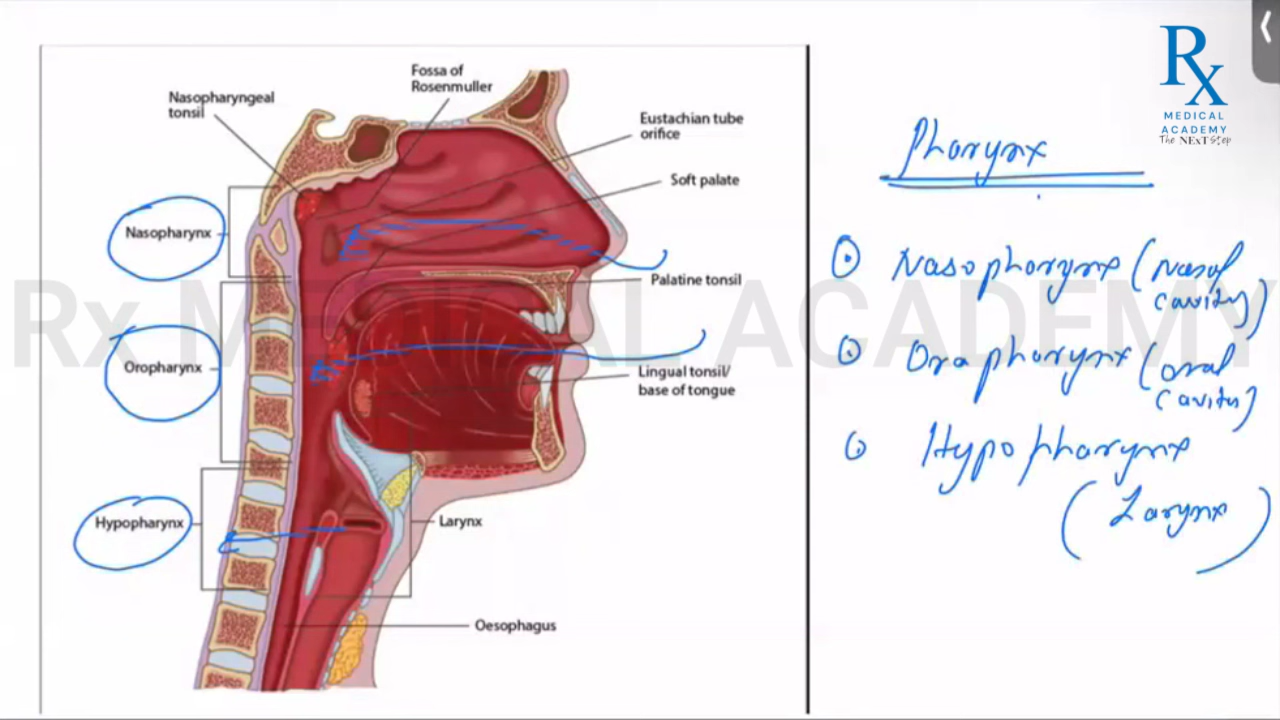 Fossa of
Rosenmuller
Nasopharyngeal
tonsil
Eustachian tube
orifice
Soft palate
Nasopharynx
Palatine tonsil
Oropharynx
Lingual tonsil/
base of tongue
Hypopharynx
Larynx
Oesophagus
Rx
MEDICAL
ACADEMY
The NExT Step
Pharynx
Nasopharynx (Nasal
cavity)
Oropharynx (oral
cavity)
Hypopharynx
(Larynx)
Rx MEDICAL ACADEMY